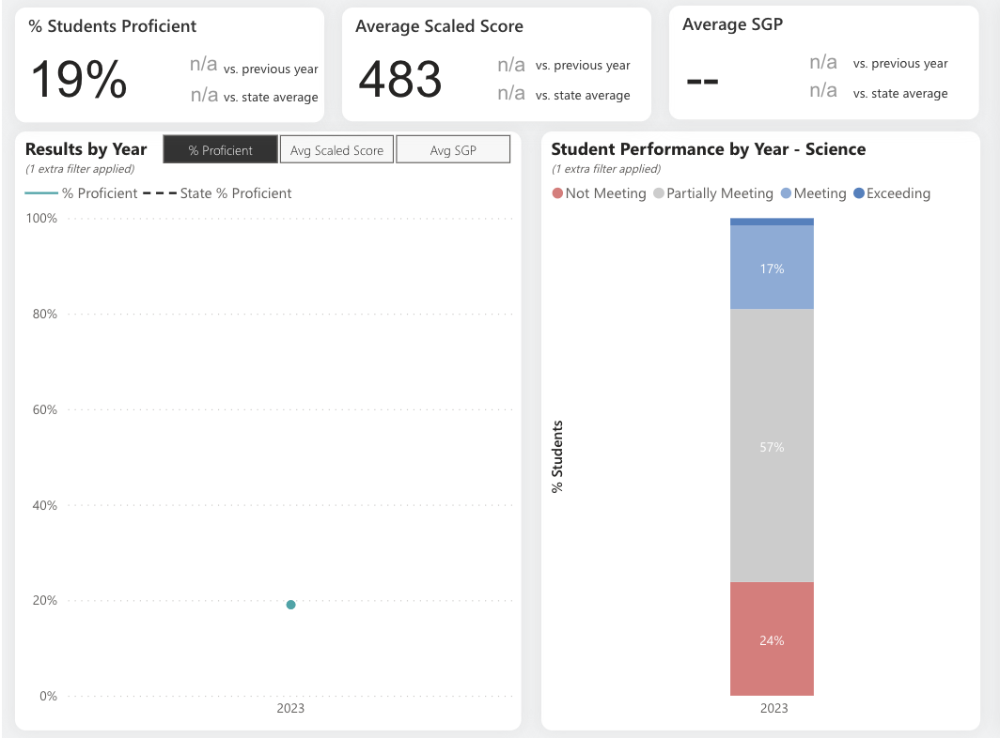 % Students Proficient
19%
n/a vs. previous year
n/a vs. state average
Average Scaled Score
483
n/a vs. previous year
n/a vs. state average
Average SGP
--
n/a vs. previous year
n/a vs. state average
Results by Year
% Proficient
Avg Scaled Score
Avg SGP
(1 extra filter applied)
% Proficient
State % Proficient
100%
80%
60%
40%
20%
0%
2023
Student Performance by Year - Science
(1 extra filter applied)
Not Meeting
Partially Meeting
Meeting
Exceeding
% Students
17%
57%
24%
2023